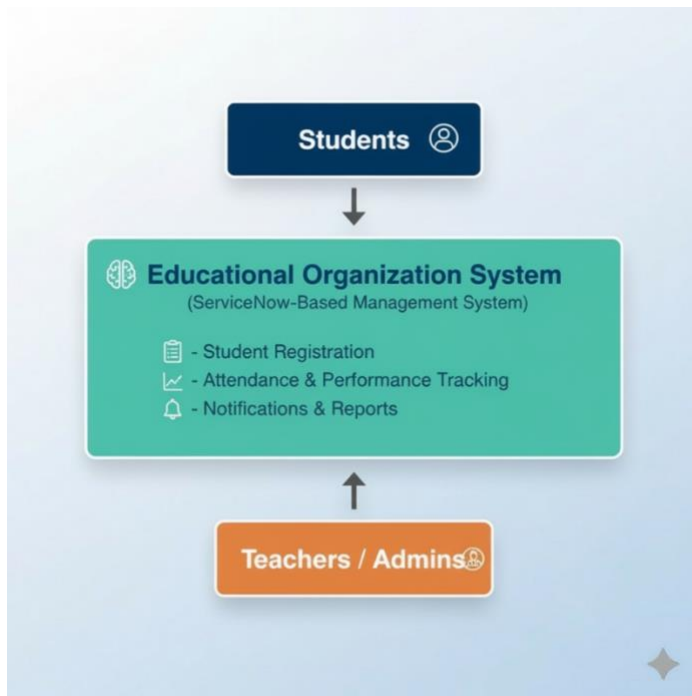 Students
Educational Organization System
(ServiceNow-Based Management System)
- Student Registration
- Attendance & Performance Tracking
- Notifications & Reports
Teachers / Admins